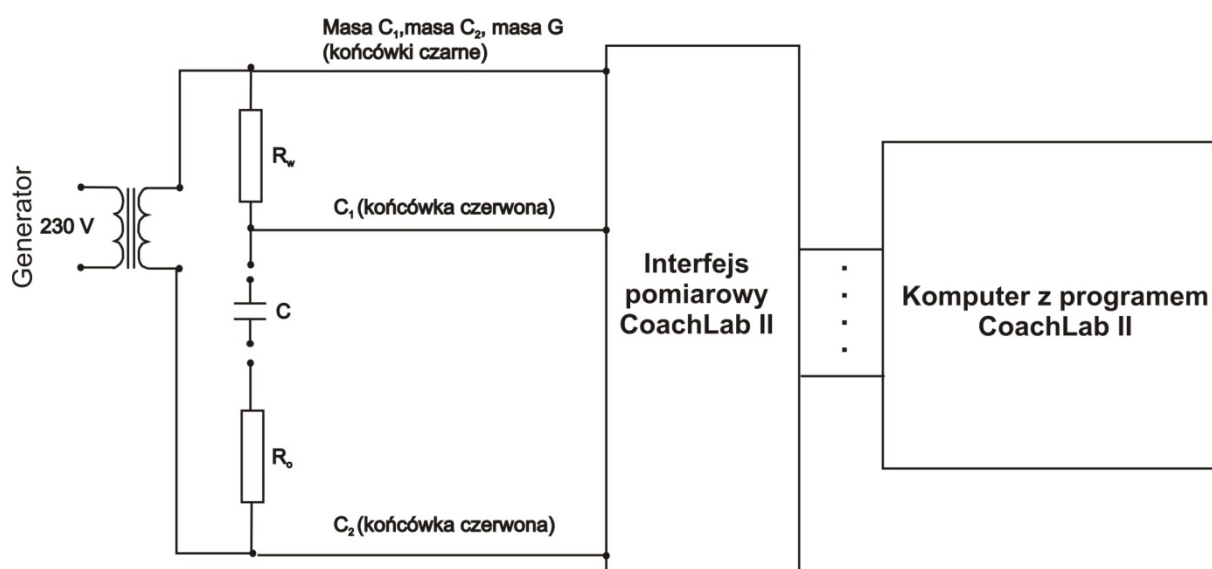 Masa C₁,masa C₂, masa G
(końcówki czarne)
Rw
Generator
230 V
C₁ (końcówka czerwona)
C
Ro
C₂ (końcówka czerwona)
Interfejs
pomiarowy
CoachLab II
Komputer z programem
CoachLab II